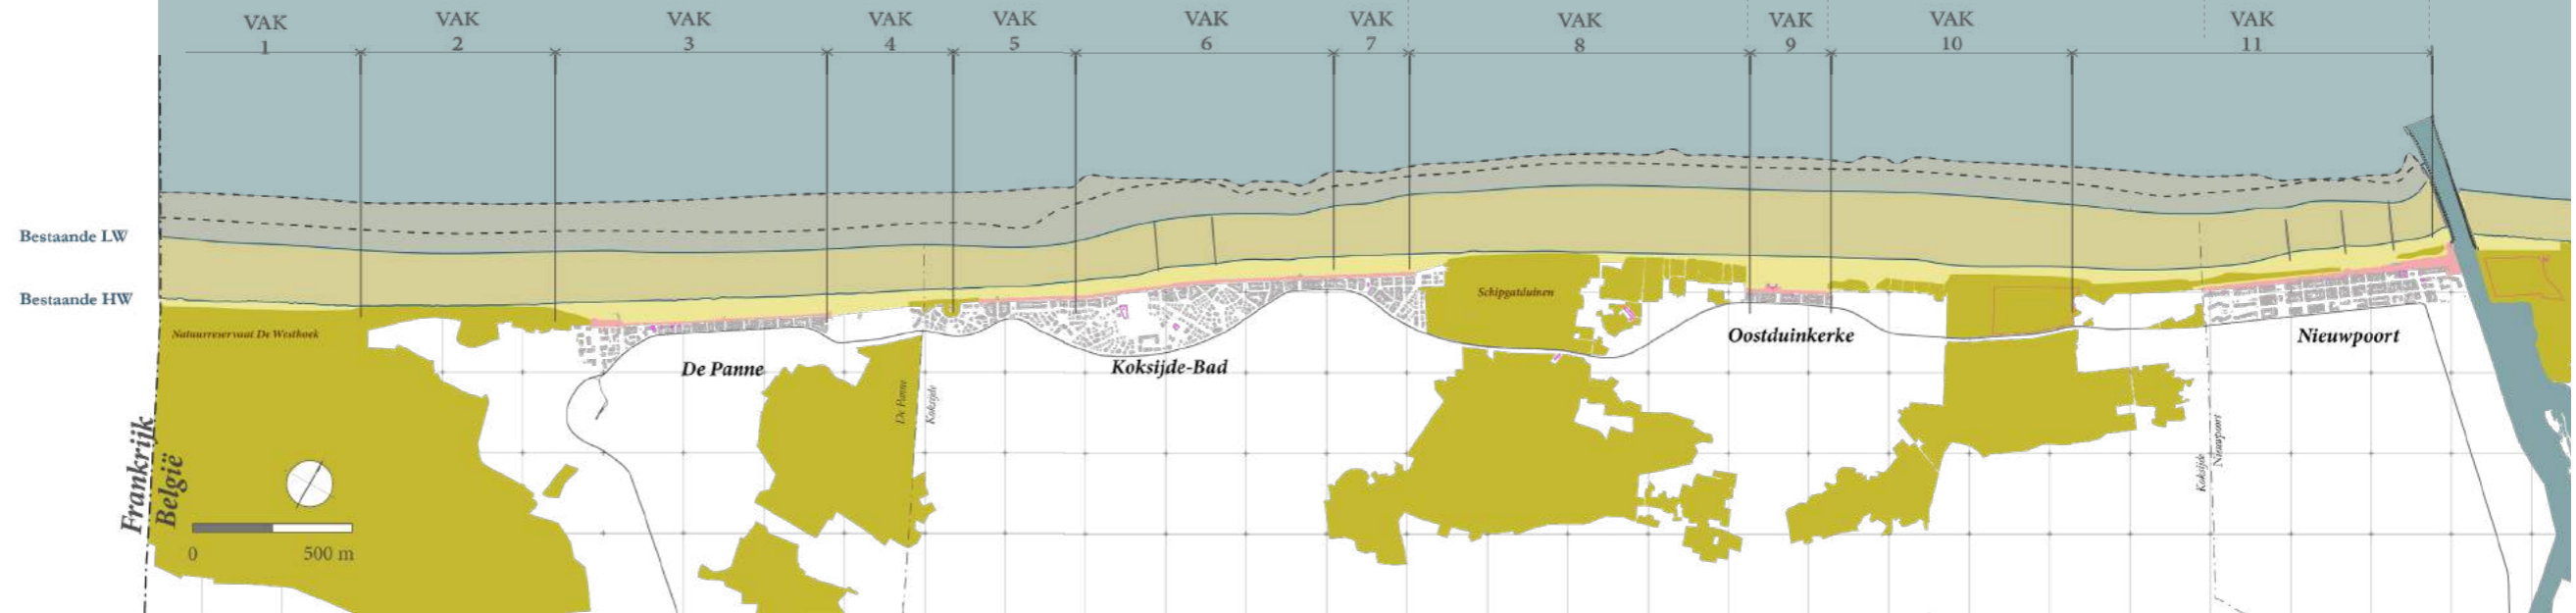 VAK
1
VAK
2
VAK
3
VAK
4
VAK
5
VAK
6
VAK
7
VAK
8
VAK
9
VAK
10
VAK
11
Bestaande LW
Bestaande HW
Natuurreservaat De Westhoek
Schipgatduinen
De Panne
Koksijde-Bad
Oostduinkerke
Nieuwpoort
De Panne
Koksijde
Koksijde
Nieuwpoort
Frankrijk
België
0 500 m